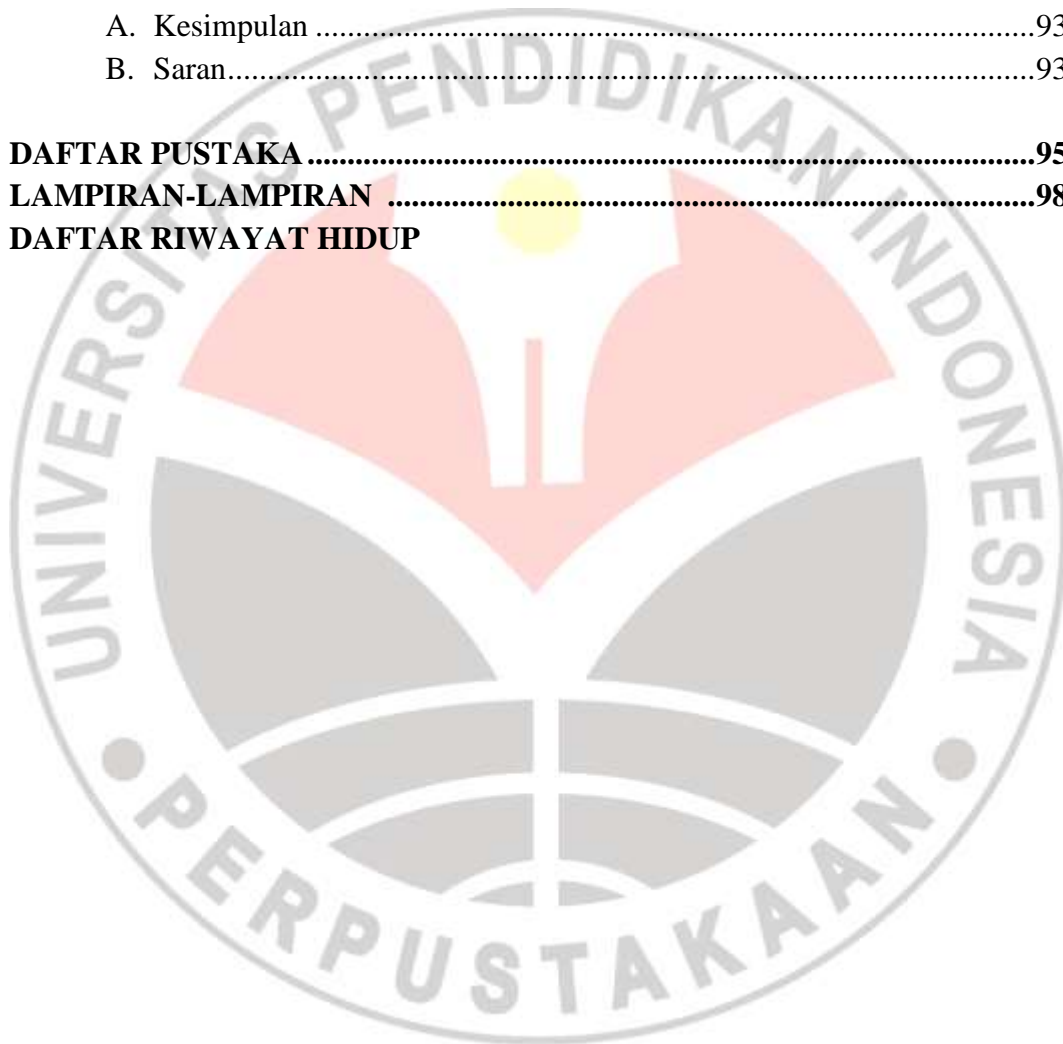 A. Kesimpulan ..........................................................................................93
B. Saran.....................................................................................................93
DAFTAR PUSTAKA...........................................................................................95
LAMPIRAN-LAMPIRAN .................................................................................98
DAFTAR RIWAYAT HIDUP
UNIVERSITAS PENDIDIKAN INDONESIA
• PERPUSTAKAAN •